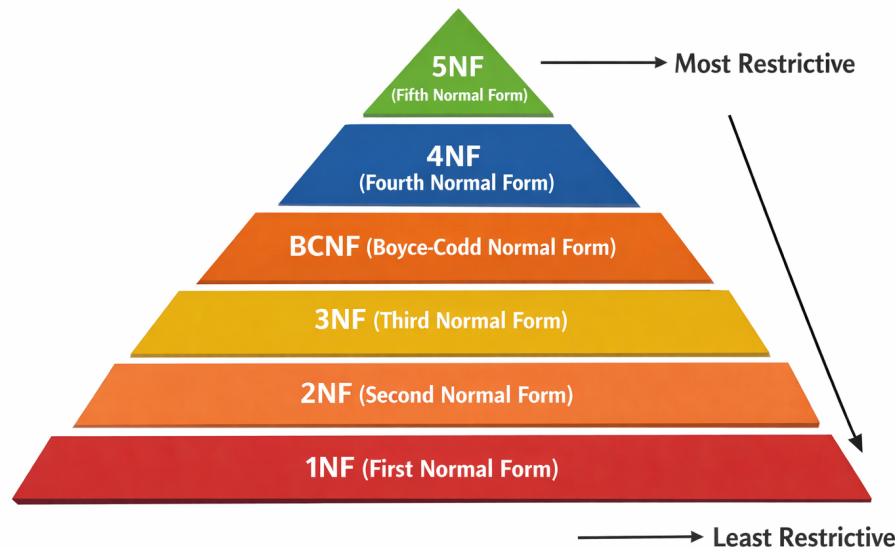 5NF
(Fifth Normal Form)
Most Restrictive
4NF
(Fourth Normal Form)
BCNF (Boyce-Codd Normal Form)
3NF (Third Normal Form)
2NF (Second Normal Form)
1NF (First Normal Form)
Least Restrictive